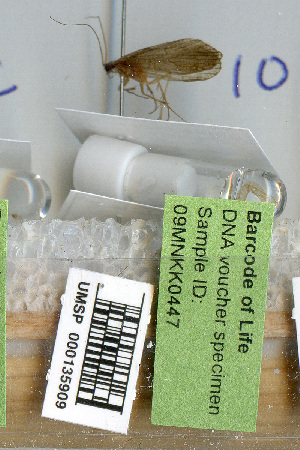 10
Barcode of Life
DNA voucher specimen
Sample ID:
09MNKK0447
UMSP 000135909